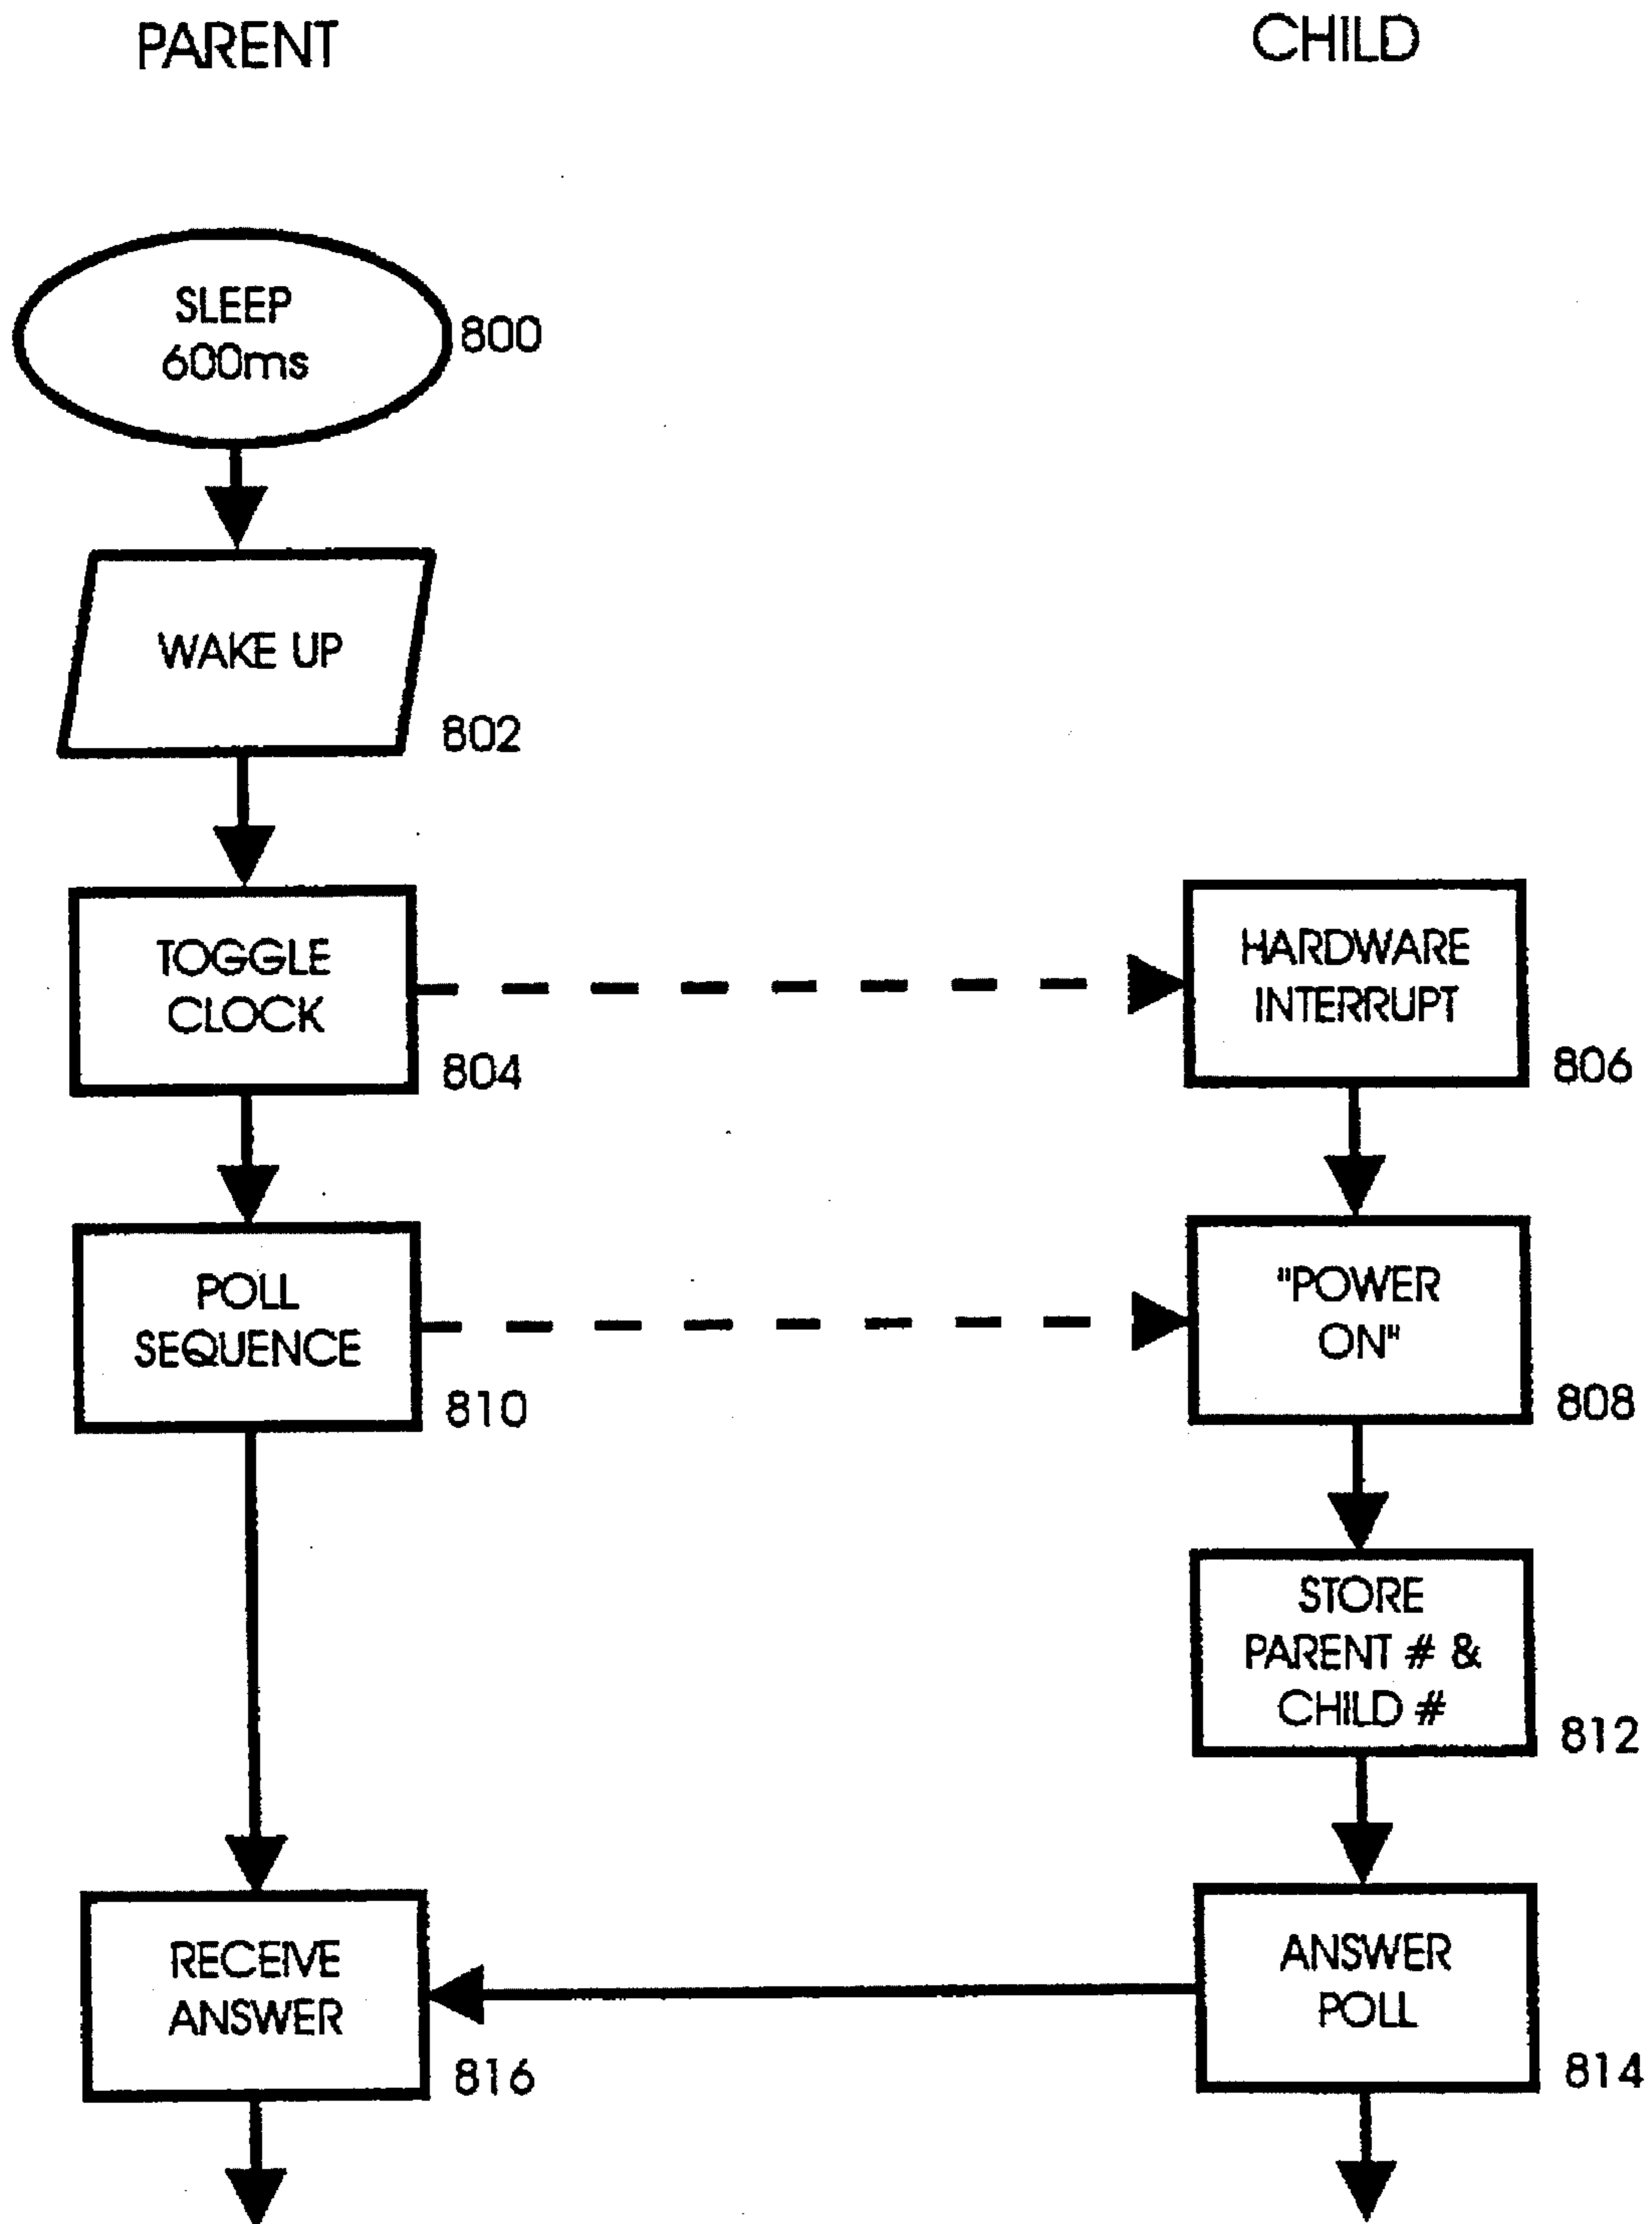 PARENT
CHILD
SLEEP
600ms
800
WAKE UP
802
TOGGLE
CLOCK
804
HARDWARE
INTERRUPT
806
POLL
SEQUENCE
810
"POWER
ON"
808
STORE
PARENT # &
CHILD #
812
RECEIVE
ANSWER
816
ANSWER
POLL
814